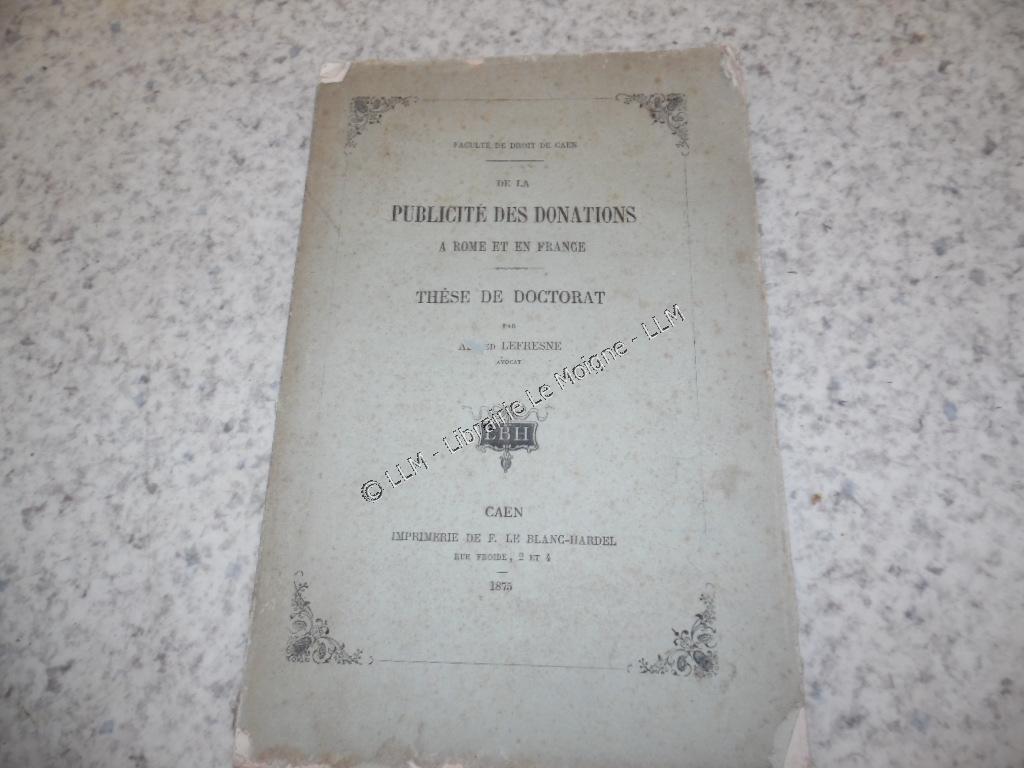 FACULTÉ DE DROIT DE CAEN
DE LA
PUBLICITÉ DES DONATIONS
A ROME ET EN FRANCE
THÈSE DE DOCTORAT
PAR
LEFRESNE
AVOCAT
© LLM - Librairie Le Moigne - LLM
LBH
CAEN
IMPRIMERIE DE F. LE BLANC-HARDEL
RUE FROIDE, 2 ET 4
1875